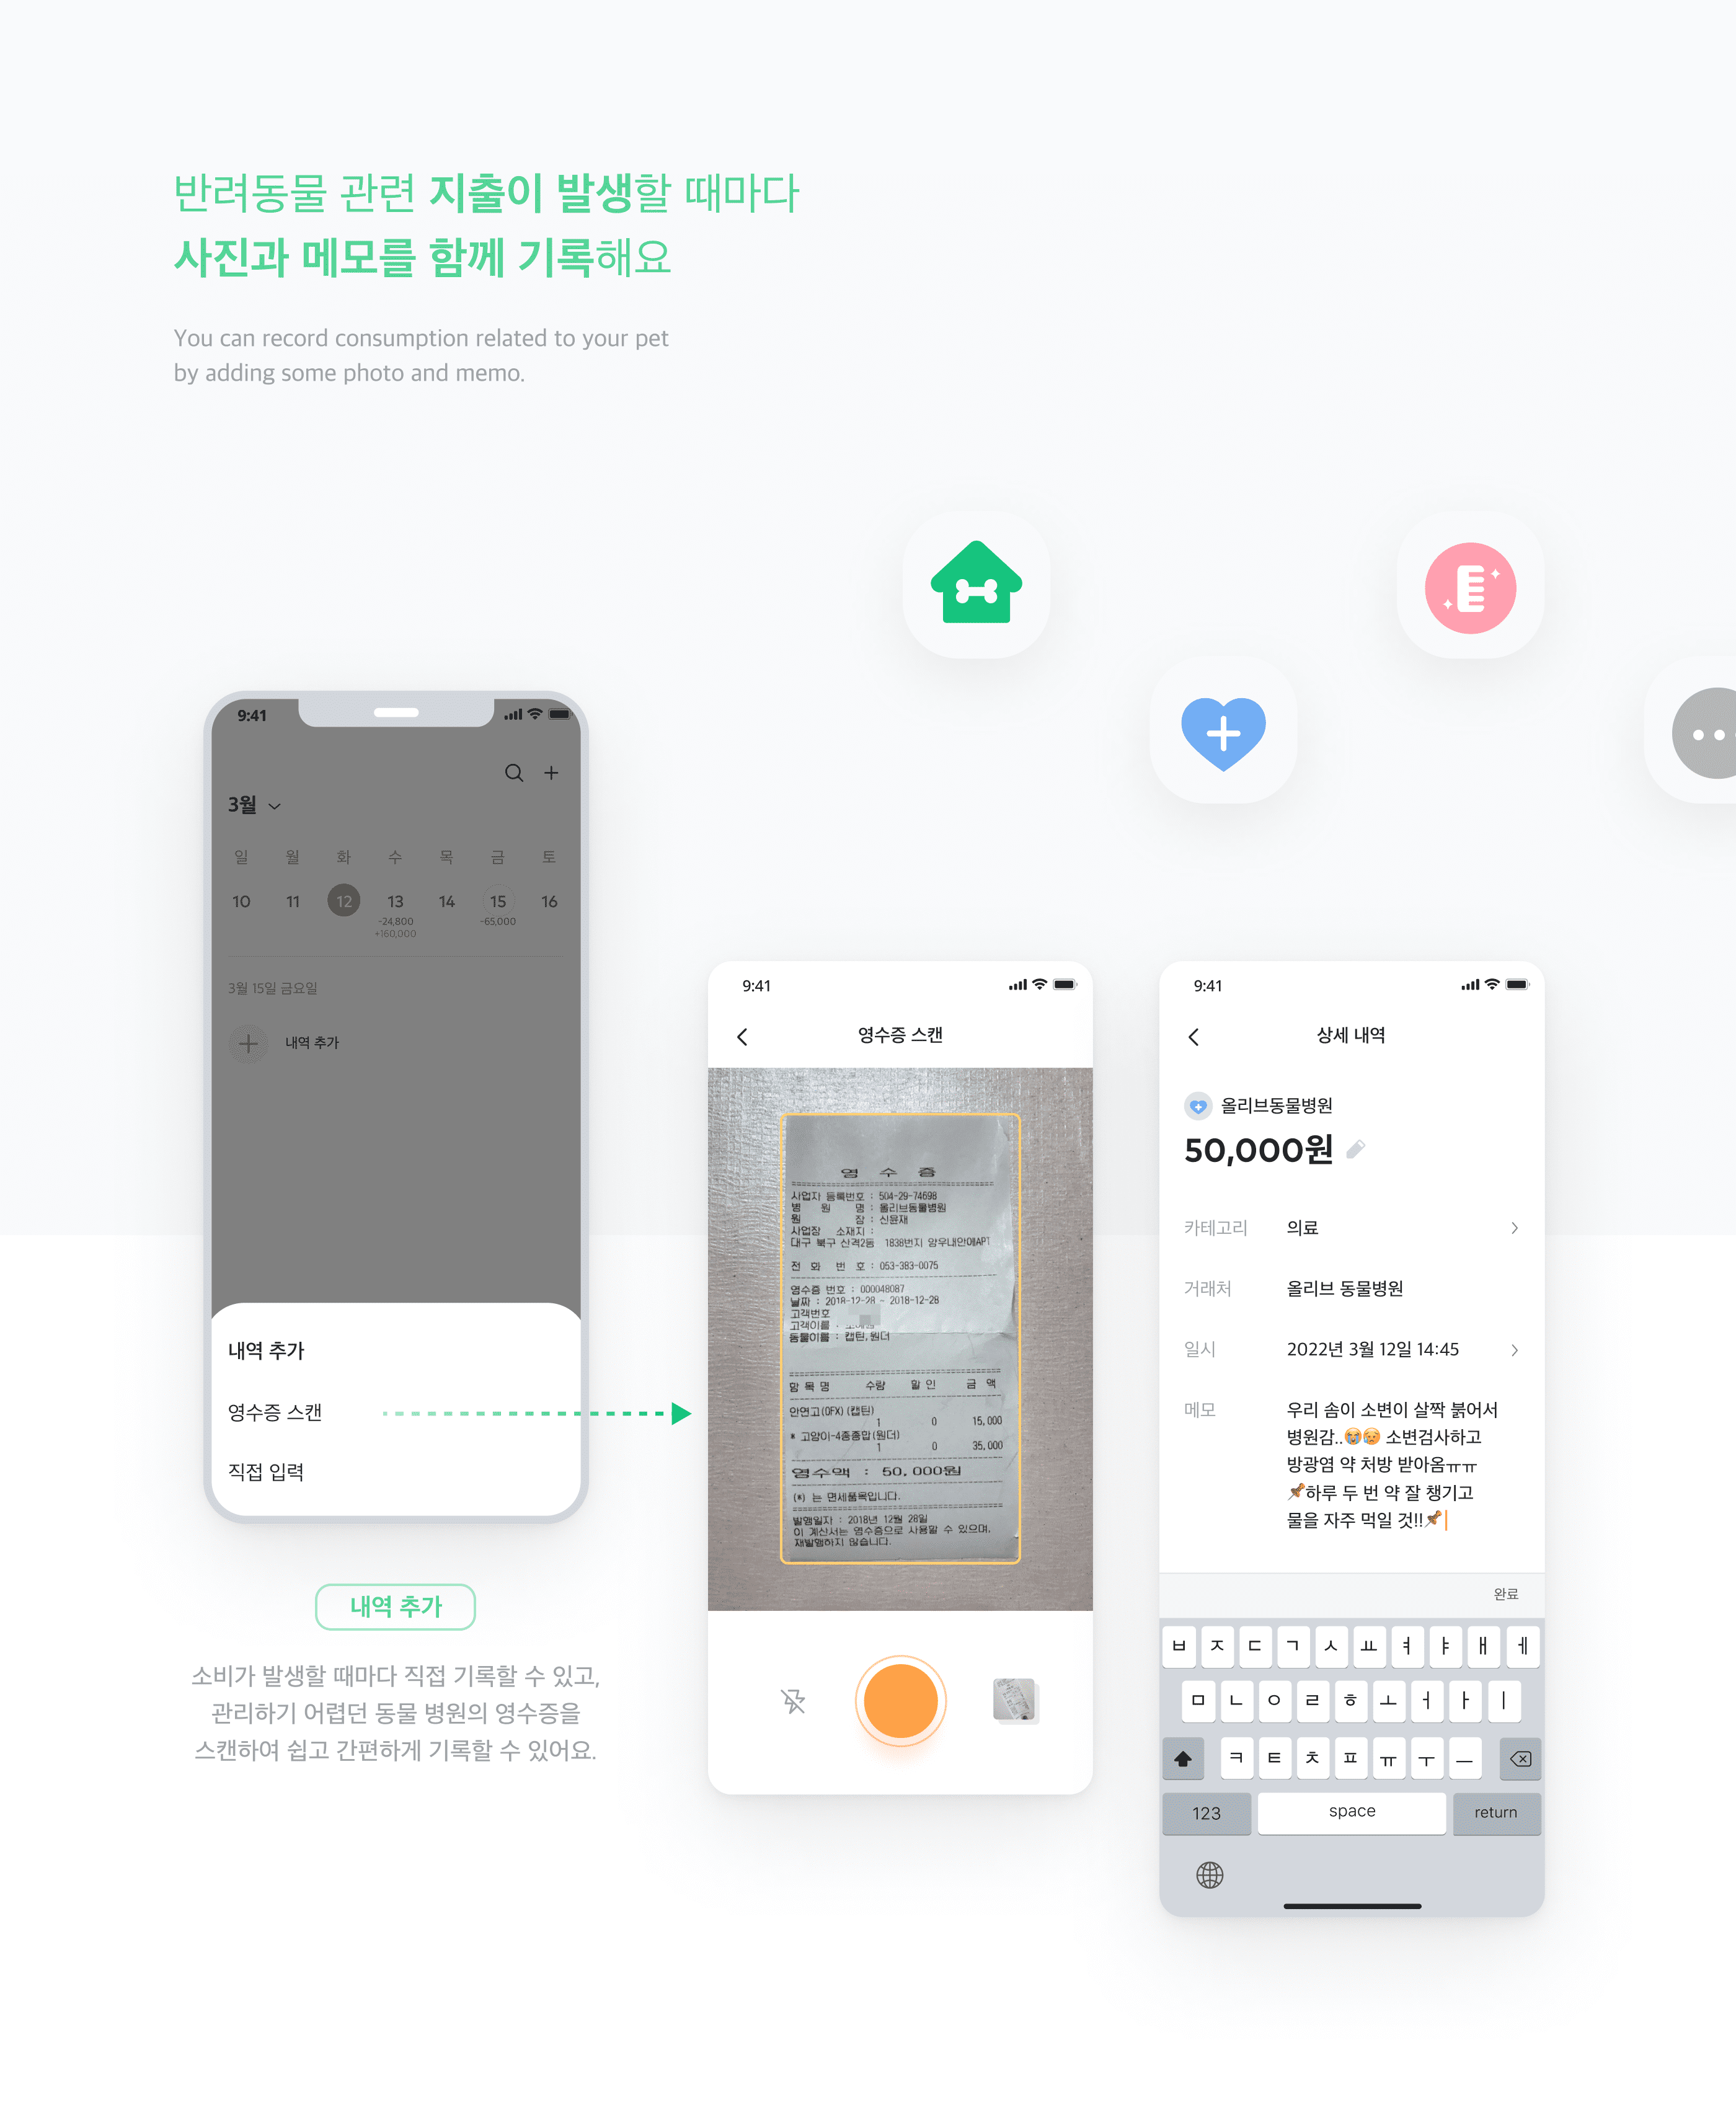 반려동물 관련 지출이 발생할 때마다
사진과 메모를 함께 기록해요
You can record consumption related to your pet
by adding some photo and memo.
9:41
3월
일 월 화 수 목 금 토
10 11 12 13 14 15 16
-24,800 -65,000
+160,000
3월 15일 금요일
내역 추가
내역 추가
영수증 스캔
직접 입력
내역 추가
소비가 발생할 때마다 직접 기록할 수 있고,
관리하기 어렵던 동물 병원의 영수증을
스캔하여 쉽고 간편하게 기록할 수 있어요.
9:41
영수증 스캔
영 수 증
사업자 등록번호 : 504-29-74698
병 원 명 : 올리브동물병원
원 장 : 신윤재
사업장 소재지 :
대구 북구 산격2동 1838번지 양우내안애APT
전 화 번 호 : 053-383-0075
영수증 번호 : 000048087
날짜 : 2018-12-28 ~ 2018-12-28
고객번호
고객이름 :
동물이름 : 캡틴,원더
항 목 명 수량 할 인 금 액
안연고(OFX) (캡틴)
1 0 15,000
* 고양이-4종종합(원더)
1 0 35,000
영수액 : 50,000원
(*) 는 면세품목입니다.
발행일자 : 2018년 12월 28일
이 계산서는 영수증으로 사용할 수 있으며,
재발행하지 않습니다.
9:41
상세 내역
올리브동물병원
50,000원
카테고리 의료
거래처 올리브 동물병원
일시 2022년 3월 12일 14:45
메모 우리 솜이 소변이 살짝 붉어서
병원감..😭😥 소변검사하고
방광염 약 처방 받아옴ㅠㅠ
📌하루 두 번 약 잘 챙기고
물을 자주 먹일 것!!📌
완료
ㅂ ㅈ ㄷ ㄱ ㅅ ㅛ ㅕ ㅑ ㅐ ㅔ
ㅁ ㄴ ㅇ ㄹ ㅎ ㅗ ㅓ ㅏ ㅣ
ㅋ ㅌ ㅊ ㅍ ㅠ ㅜ ㅡ
123 space return